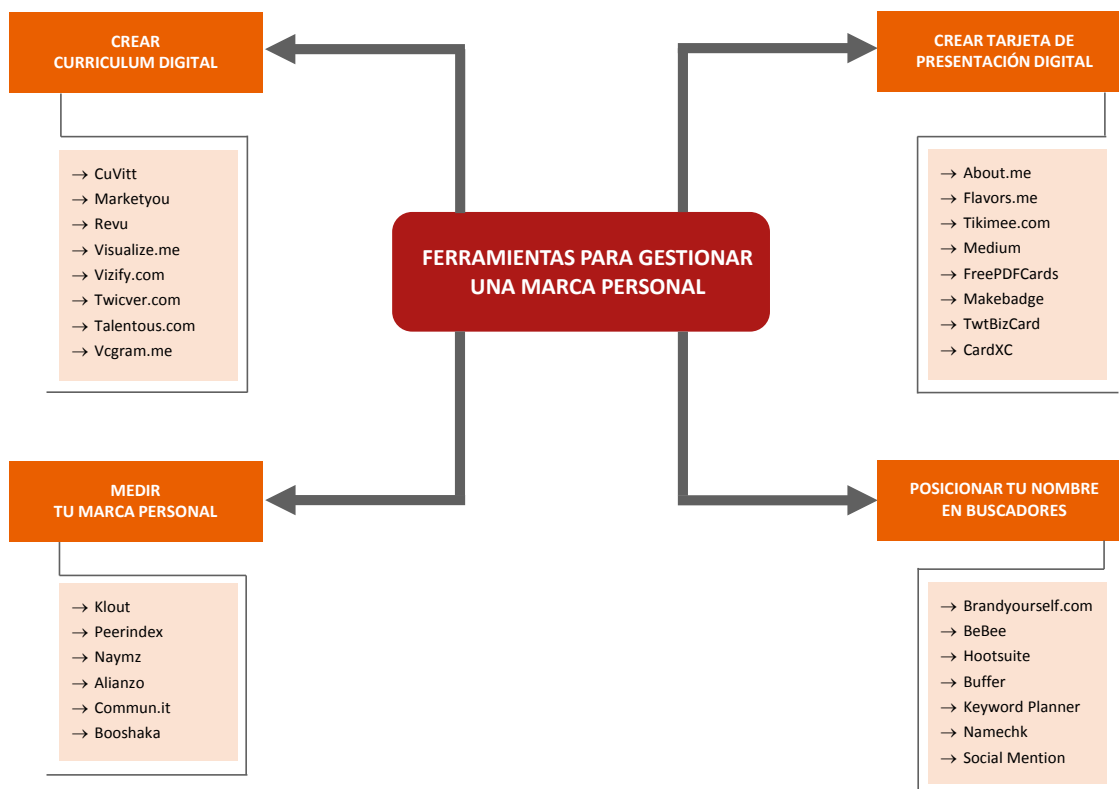 CREAR
CURRICULUM DIGITAL
→ CuVitt
→ Marketyou
→ Revu
→ Visualize.me
→ Vizify.com
→ Twicver.com
→ Talentous.com
→ Vcgram.me
CREAR TARJETA DE
PRESENTACIÓN DIGITAL
→ About.me
→ Flavors.me
→ Tikimee.com
→ Medium
→ FreePDFCards
→ Makebadge
→ TwtBizCard
→ CardXC
FERRAMIENTAS PARA GESTIONAR
UNA MARCA PERSONAL
MEDIR
TU MARCA PERSONAL
→ Klout
→ Peerindex
→ Naymz
→ Alianzo
→ Commun.it
→ Booshaka
POSICIONAR TU NOMBRE
EN BUSCADORES
→ Brandyourself.com
→ BeBee
→ Hootsuite
→ Buffer
→ Keyword Planner
→ Namechk
→ Social Mention